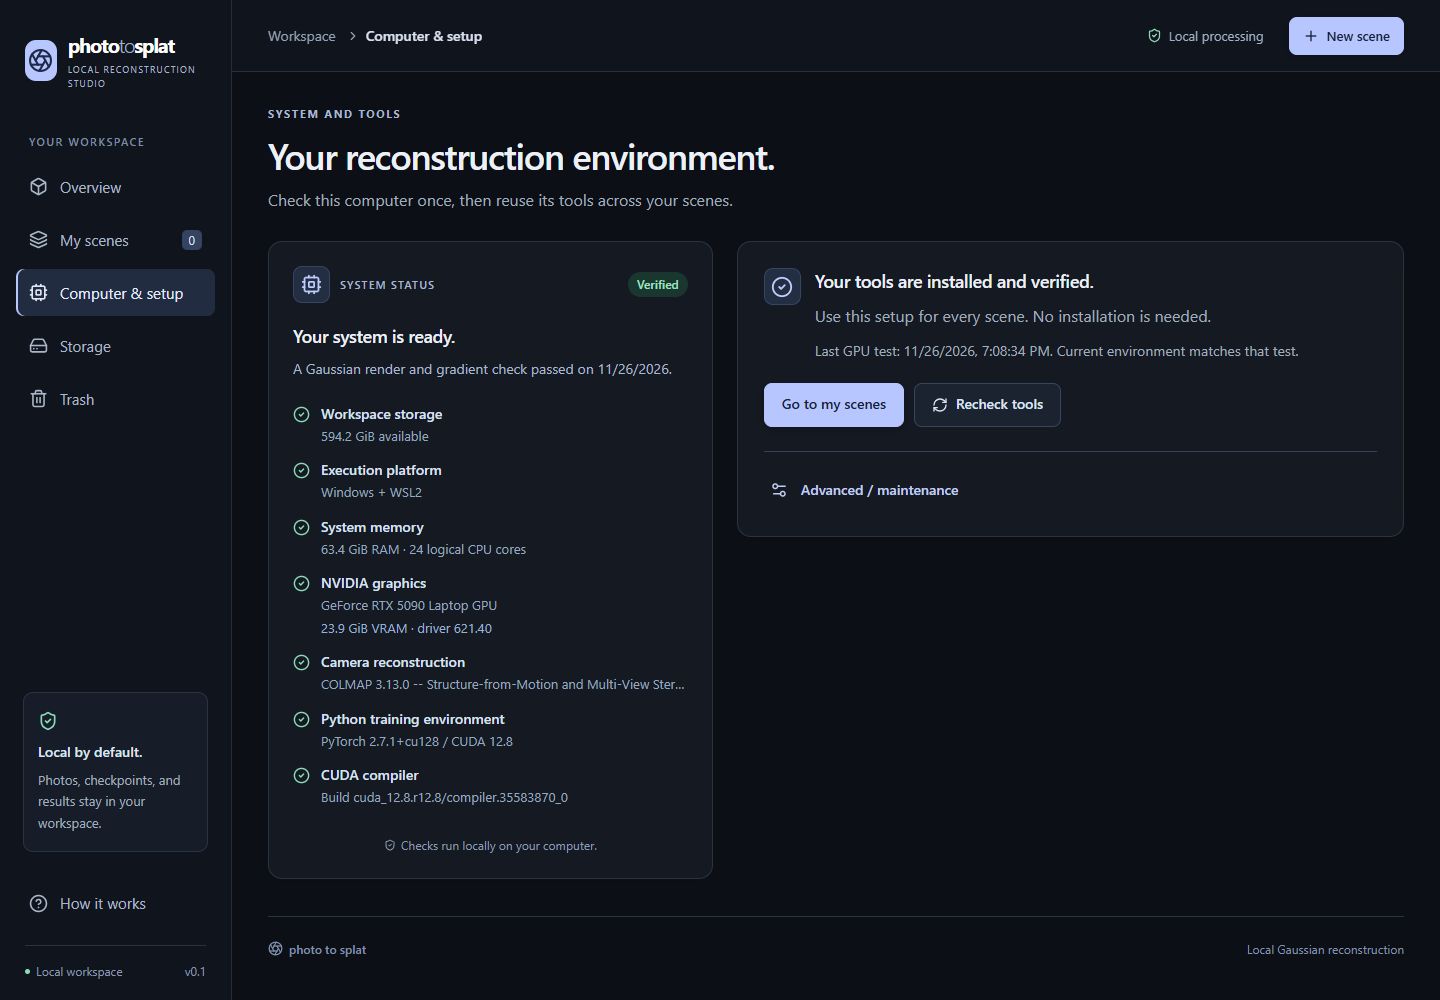 phototosplat
LOCAL RECONSTRUCTION
STUDIO
YOUR WORKSPACE
Overview
My scenes 0
Computer & setup
Storage
Trash
Local by default.
Photos, checkpoints, and
results stay in your
workspace.
How it works
Local workspace v0.1
Workspace > Computer & setup
Local processing
+ New scene
SYSTEM AND TOOLS
Your reconstruction environment.
Check this computer once, then reuse its tools across your scenes.
SYSTEM STATUS
Verified
Your system is ready.
A Gaussian render and gradient check passed on 11/26/2026.
Workspace storage
594.2 GiB available
Execution platform
Windows + WSL2
System memory
63.4 GiB RAM · 24 logical CPU cores
NVIDIA graphics
GeForce RTX 5090 Laptop GPU
23.9 GiB VRAM · driver 621.40
Camera reconstruction
COLMAP 3.13.0 -- Structure-from-Motion and Multi-View Ster...
Python training environment
PyTorch 2.7.1+cu128 / CUDA 12.8
CUDA compiler
Build cuda_12.8.r12.8/compiler.35583870_0
Checks run locally on your computer.
Your tools are installed and verified.
Use this setup for every scene. No installation is needed.
Last GPU test: 11/26/2026, 7:08:34 PM. Current environment matches that test.
Go to my scenes
Recheck tools
Advanced / maintenance
photo to splat
Local Gaussian reconstruction